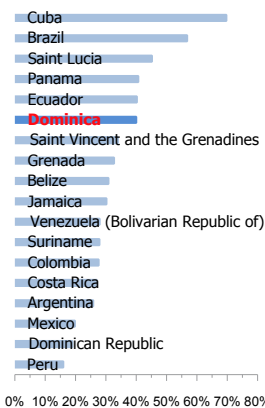 Cuba
Brazil
Saint Lucia
Panama
Ecuador
Dominica
Saint Vincent and the Grenadines
Grenada
Belize
Jamaica
Venezuela (Bolivarian Republic of)
Suriname
Colombia
Costa Rica
Argentina
Mexico
Dominican Republic
Peru
0% 10% 20% 30% 40% 50% 60% 70% 80%